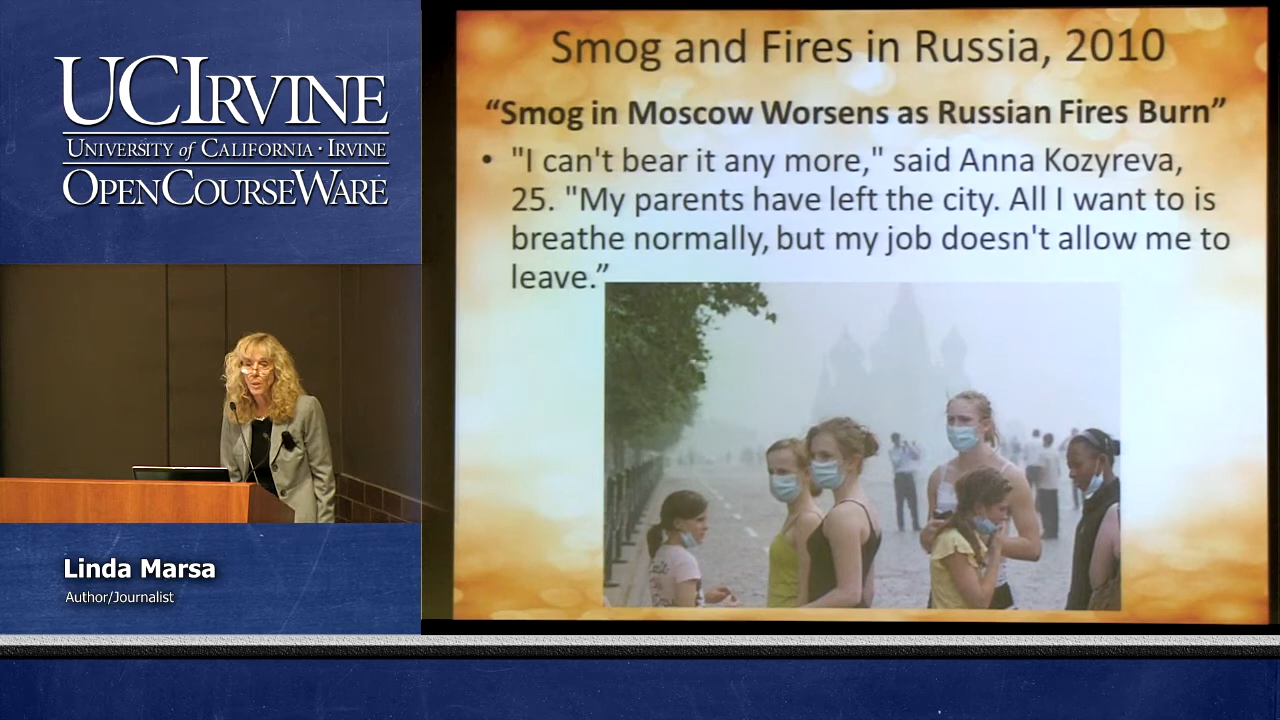 UCIRVINE
UNIVERSITY of CALIFORNIA · IRVINE
OPENCOURSEWARE
Linda Marsa
Author/Journalist
Smog and Fires in Russia, 2010
“Smog in Moscow Worsens as Russian Fires Burn”
• "I can't bear it any more," said Anna Kozyreva,
25. "My parents have left the city. All I want to is
breathe normally, but my job doesn't allow me to
leave.”